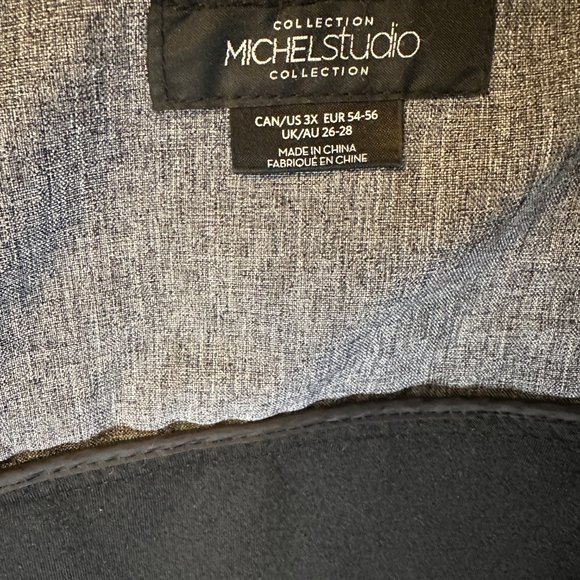 COLLECTION
MICHELstudio
COLLECTION
CAN/US 3X EUR 54-56
UK/AU 26-28
MADE IN CHINA
FABRIQUÉ EN CHINE